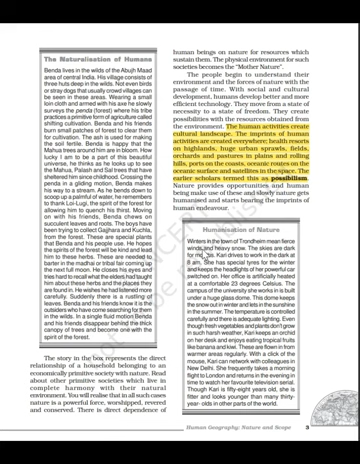 The Naturalisation of Humans
Benda lives in the wilds of the Abujh Maad
area of central India. His village consists of
three huts deep in the wilds. Not even birds
or stray dogs that usually crowd villages can
be seen in these areas. Wearing a small
loin cloth and armed with his axe he slowly
surveys the penda (forest) where his tribe
practices a primitive form of agriculture called
shifting cultivation. Benda and his friends
burn small patches of forest to clear them
for cultivation. The ash is used for making
the soil fertile. Benda is happy that the
Mahua trees around him are in bloom. How
lucky I am to be a part of this beautiful
universe, he thinks as he looks up to see
the Mahua, Palash and Sal trees that have
sheltered him since childhood. Crossing the
penda in a gliding motion, Benda makes
his way to a stream. As he bends down to
scoop up a palmful of water, he remembers
to thank Loi-Lugi, the spirit of the forest for
allowing him to quench his thirst. Moving
on with his friends, Benda chews on
succulent leaves and roots. The boys have
been trying to collect Gajjhara and Kuchla,
from the forest. These are special plants
that Benda and his people use. He hopes
the spirits of the forest will be kind and lead
him to these herbs. These are needed to
barter in the madhai or tribal fair coming up
the next full moon. He closes his eyes and
tries hard to recall what the elders had taught
him about these herbs and the places they
are found in. He wishes he had listened more
carefully. Suddenly there is a rustling of
leaves. Benda and his friends know it is the
outsiders who have come searching for them
in the wilds. In a single fluid motion Benda
and his friends disappear behind the thick
canopy of trees and become one with the
spirit of the forest.
The story in the box represents the direct
relationship of a household belonging to an
economically primitive society with nature. Read
about other primitive societies which live in
complete harmony with their natural
environment. You will realise that in all such cases
nature is a powerful force, worshipped, revered
and conserved. There is direct dependence of
human beings on nature for resources which
sustain them. The physical environment for such
societies becomes the "Mother Nature".
The people begin to understand their
environment and the forces of nature with the
passage of time. With social and cultural
development, humans develop better and more
efficient technology. They move from a state of
necessity to a state of freedom. They create
possibilities with the resources obtained from
the environment. The human activities create
cultural landscape. The imprints of human
activities are created everywhere; health resorts
on highlands, huge urban sprawls, fields,
orchards and pastures in plains and rolling
hills, ports on the coasts, oceanic routes on the
oceanic surface and satellites in the space. The
earlier scholars termed this as possibilism.
Nature provides opportunities and human
being make use of these and slowly nature gets
humanised and starts bearing the imprints of
human endeavour.
Humanisation of Nature
Winters in the town of Trondheim mean fierce
winds and heavy snow. The skies are dark
for months. Kari drives to work in the dark at
8 am. She has special tyres for the winter
and keeps the headlights of her powerful car
switched on. Her office is artificially heated
at a comfortable 23 degrees Celsius. The
campus of the university she works in is built
under a huge glass dome. This dome keeps
the snow out in winter and lets in the sunshine
in the summer. The temperature is controlled
carefully and there is adequate lighting. Even
though fresh vegetables and plants don't grow
in such harsh weather, Kari keeps an orchid
on her desk and enjoys eating tropical fruits
like banana and kiwi. These are flown in from
warmer areas regularly. With a click of the
mouse, Kari can network with colleagues in
New Delhi. She frequently takes a morning
flight to London and returns in the evening in
time to watch her favourite television serial.
Though Kari is fifty-eight years old, she is
fitter and looks younger than many thirty-
year- olds in other parts of the world.
Human Geography: Nature and Scope 3